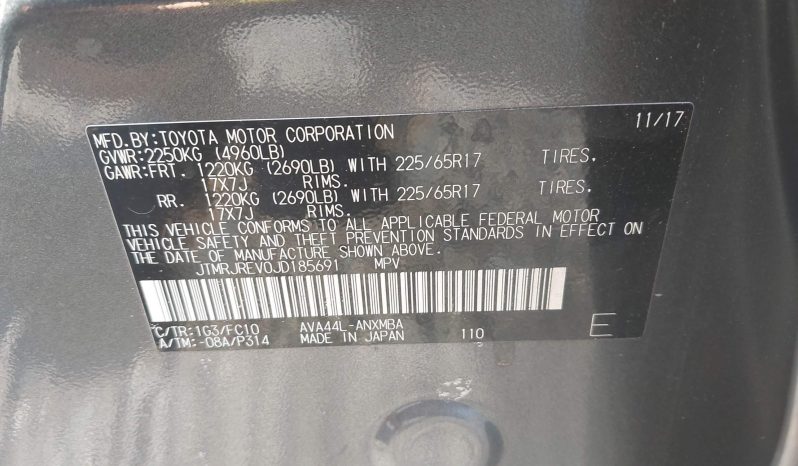 11/17
MFD.BY:TOYOTA MOTOR CORPORATION
GVWR:2250KG (4960LB)
GAWR:FRT. 1220KG (2690LB) WITH 225/65R17 TIRES.
17X7J RIMS.
RR. 1220KG (2690LB) WITH 225/65R17 TIRES.
17X7J RIMS.
THIS VEHICLE CONFORMS TO ALL APPLICABLE FEDERAL MOTOR
VEHICLE SAFETY AND THEFT PREVENTION STANDARDS IN EFFECT ON
THE DATE OF MANUFACTURE SHOWN ABOVE.
JTMRJREV0JD185691 MPV
C/TR:1G3/FC10 AVA44L-ANXMBA 110 E
A/TM:-08A/P314 MADE IN JAPAN